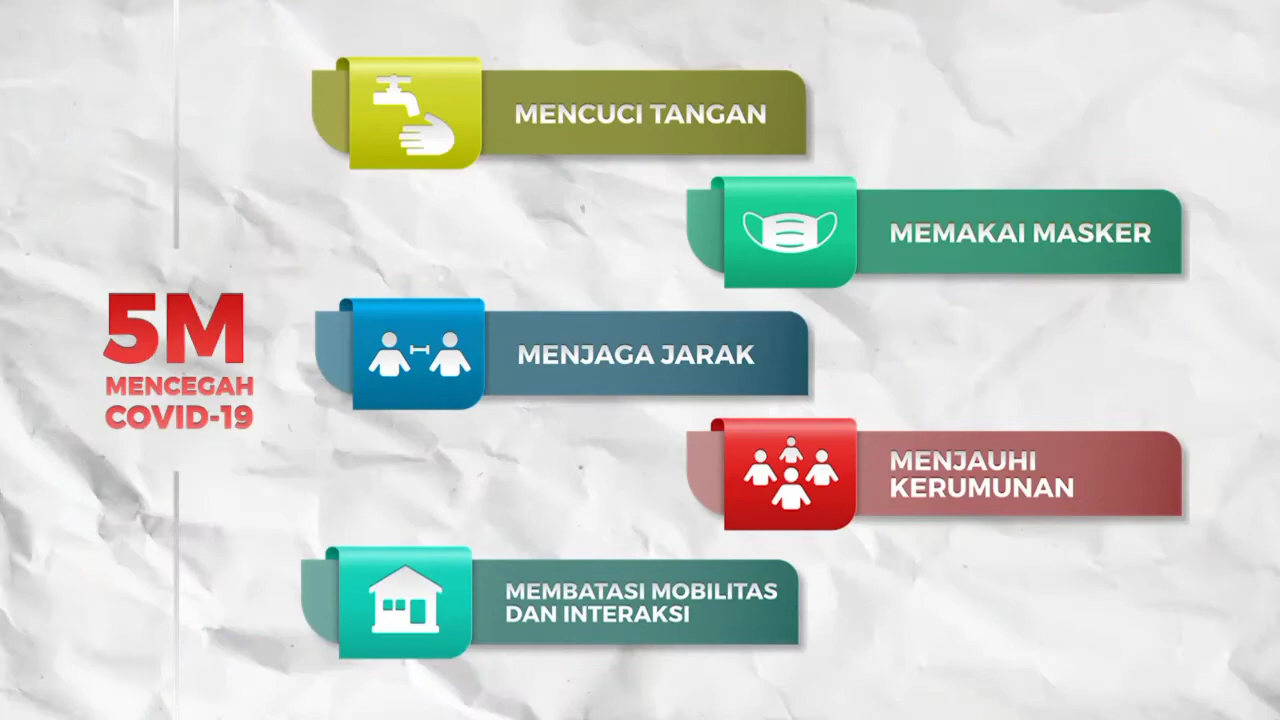 5M
MENCEGAH
COVID-19
MENCUCI TANGAN
MEMAKAI MASKER
MENJAGA JARAK
MENJAUHI
KERUMUNAN
MEMBATASI MOBILITAS
DAN INTERAKSI